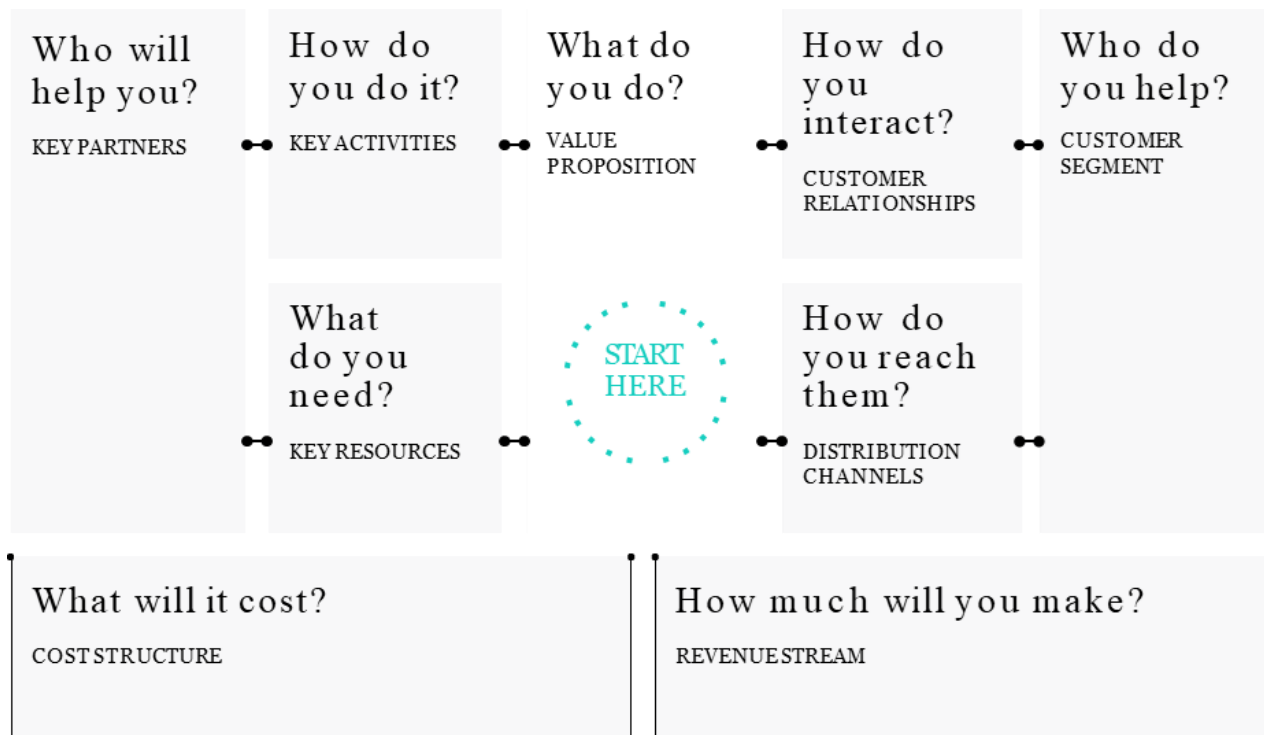 Who will
help you?
KEY PARTNERS
How do
you do it?
KEY ACTIVITIES
What
do you
need?
KEY RESOURCES
What do
you do?
VALUE
PROPOSITION
START
HERE
How do
you
interact?
CUSTOMER
RELATIONSHIPS
How do
you reach
them?
DISTRIBUTION
CHANNELS
Who do
you help?
CUSTOMER
SEGMENT
What will it cost?
COST STRUCTURE
How much will you make?
REVENUE STREAM